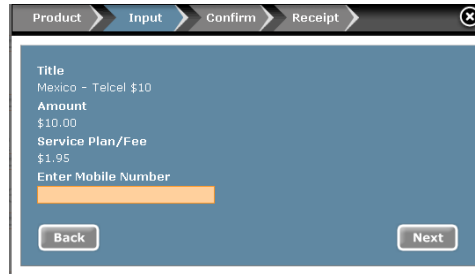 Product Input Confirm Receipt
Title
Mexico - Telcel $10
Amount
$10.00
Service Plan/Fee
$1.95
Enter Mobile Number
Back Next